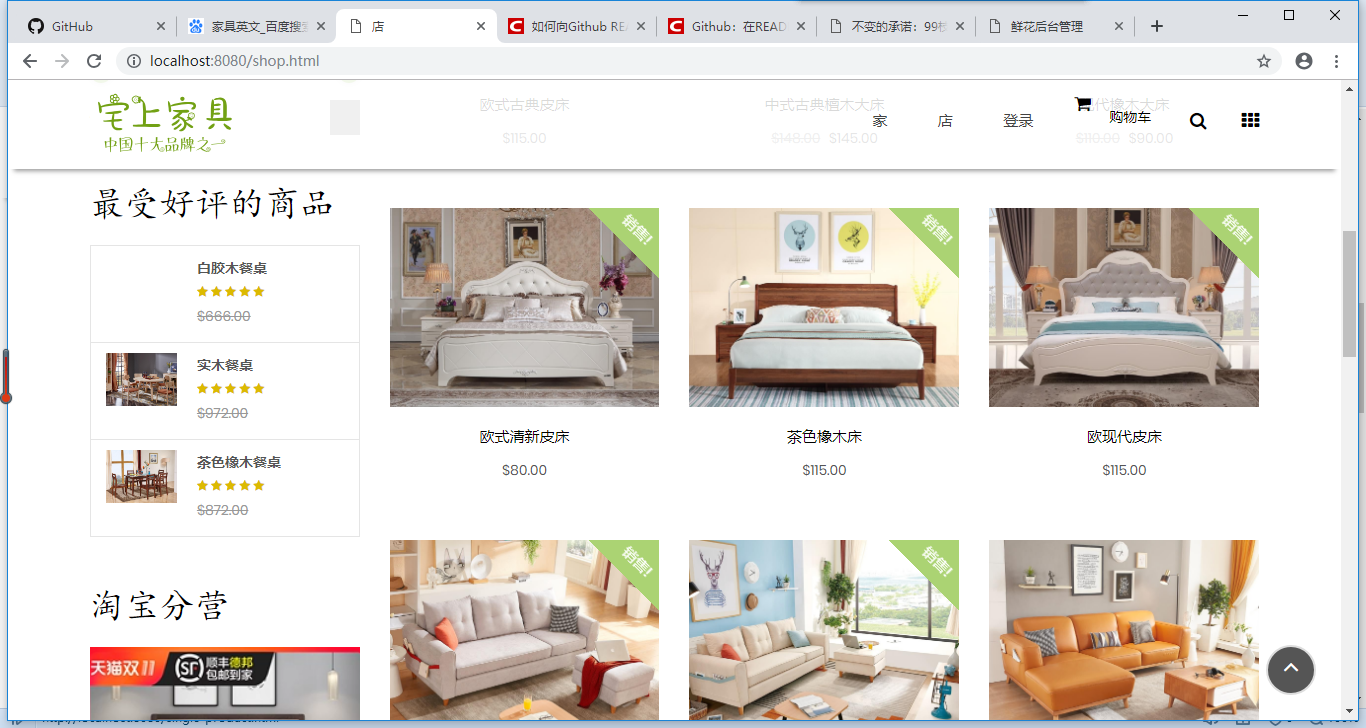 GitHub
家具英文_百度搜
店
如何向Github RE
Github：在READ
不变的承诺：99枝
鲜花后台管理
localhost:8080/shop.html
宅上家具
中国十大品牌之一
欧式古典皮床
$115.00
中式古典檀木大床
$148.00 $145.00
现代橡木大床
$110.00 $90.00
家
店
登录
购物车
最受好评的商品
白胶木餐桌
$666.00
实木餐桌
$972.00
茶色橡木餐桌
$872.00
淘宝分营
天猫双11
SF
顺丰德邦
包邮到家
销售!
销售!
销售!
欧式清新皮床
$80.00
茶色橡木床
$115.00
欧现代皮床
$115.00
销售!
销售!